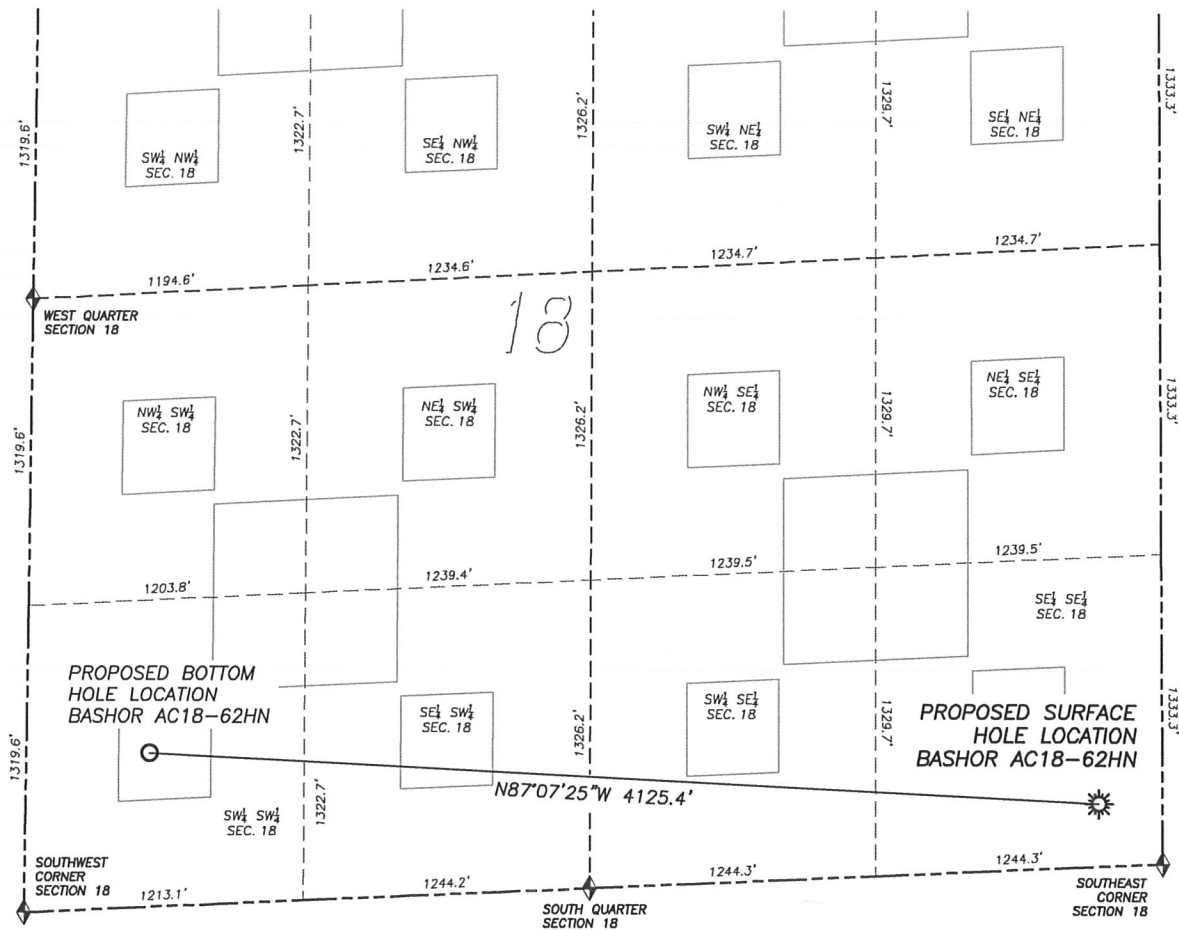 1319.6'
1322.7'
1326.2'
1329.7'
1333.3'
SW¼ NW¼
SEC. 18
SE¼ NW¼
SEC. 18
SW¼ NE¼
SEC. 18
SE¼ NE¼
SEC. 18
1194.6'
1234.6'
1234.7'
1234.7'
WEST QUARTER
SECTION 18
18
NW¼ SW¼
SEC. 18
NE¼ SW¼
SEC. 18
NW¼ SE¼
SEC. 18
NE¼ SE¼
SEC. 18
1319.6'
1322.7'
1326.2'
1329.7'
1333.3'
1203.8'
1239.4'
1239.5'
1239.5'
SE¼ SE¼
SEC. 18
PROPOSED BOTTOM
HOLE LOCATION
BASHOR AC18-62HN
SE¼ SW¼
SEC. 18
SW¼ SE¼
SEC. 18
PROPOSED SURFACE
HOLE LOCATION
BASHOR AC18-62HN
1319.6'
1322.7'
1326.2'
1329.7'
1333.3'
N87°07'25"W 4125.4'
SW¼ SW¼
SEC. 18
SOUTHWEST
CORNER
SECTION 18
1213.1'
1244.2'
1244.3'
1244.3'
SOUTH QUARTER
SECTION 18
SOUTHEAST
CORNER
SECTION 18